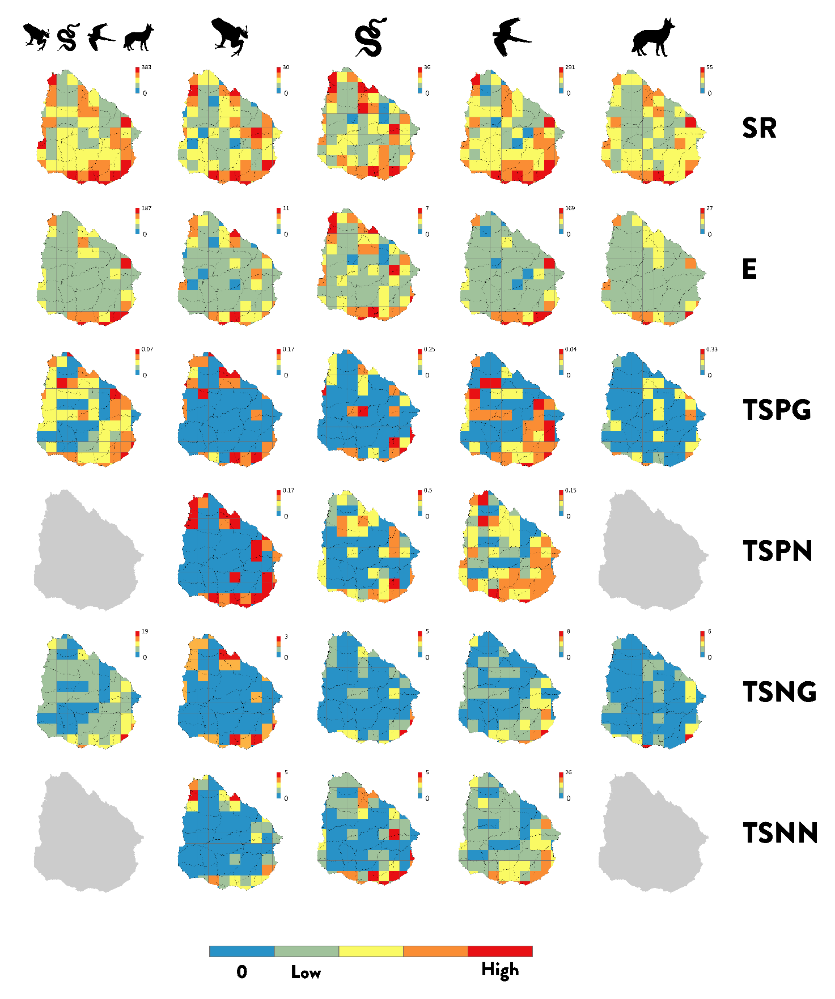 383 30 36 291 55
0 0 0 0 0
SR
187 11 7 169 27
0 0 0 0 0
E
0.07 0.17 0.25 0.04 0.33
0 0 0 0 0
TSPG
0.17 0.5 0.15
0 0 0
TSPN
19 3 5 8 6
0 0 0 0 0
TSNG
5 5 26
0 0 0
TSNN
0 Low High